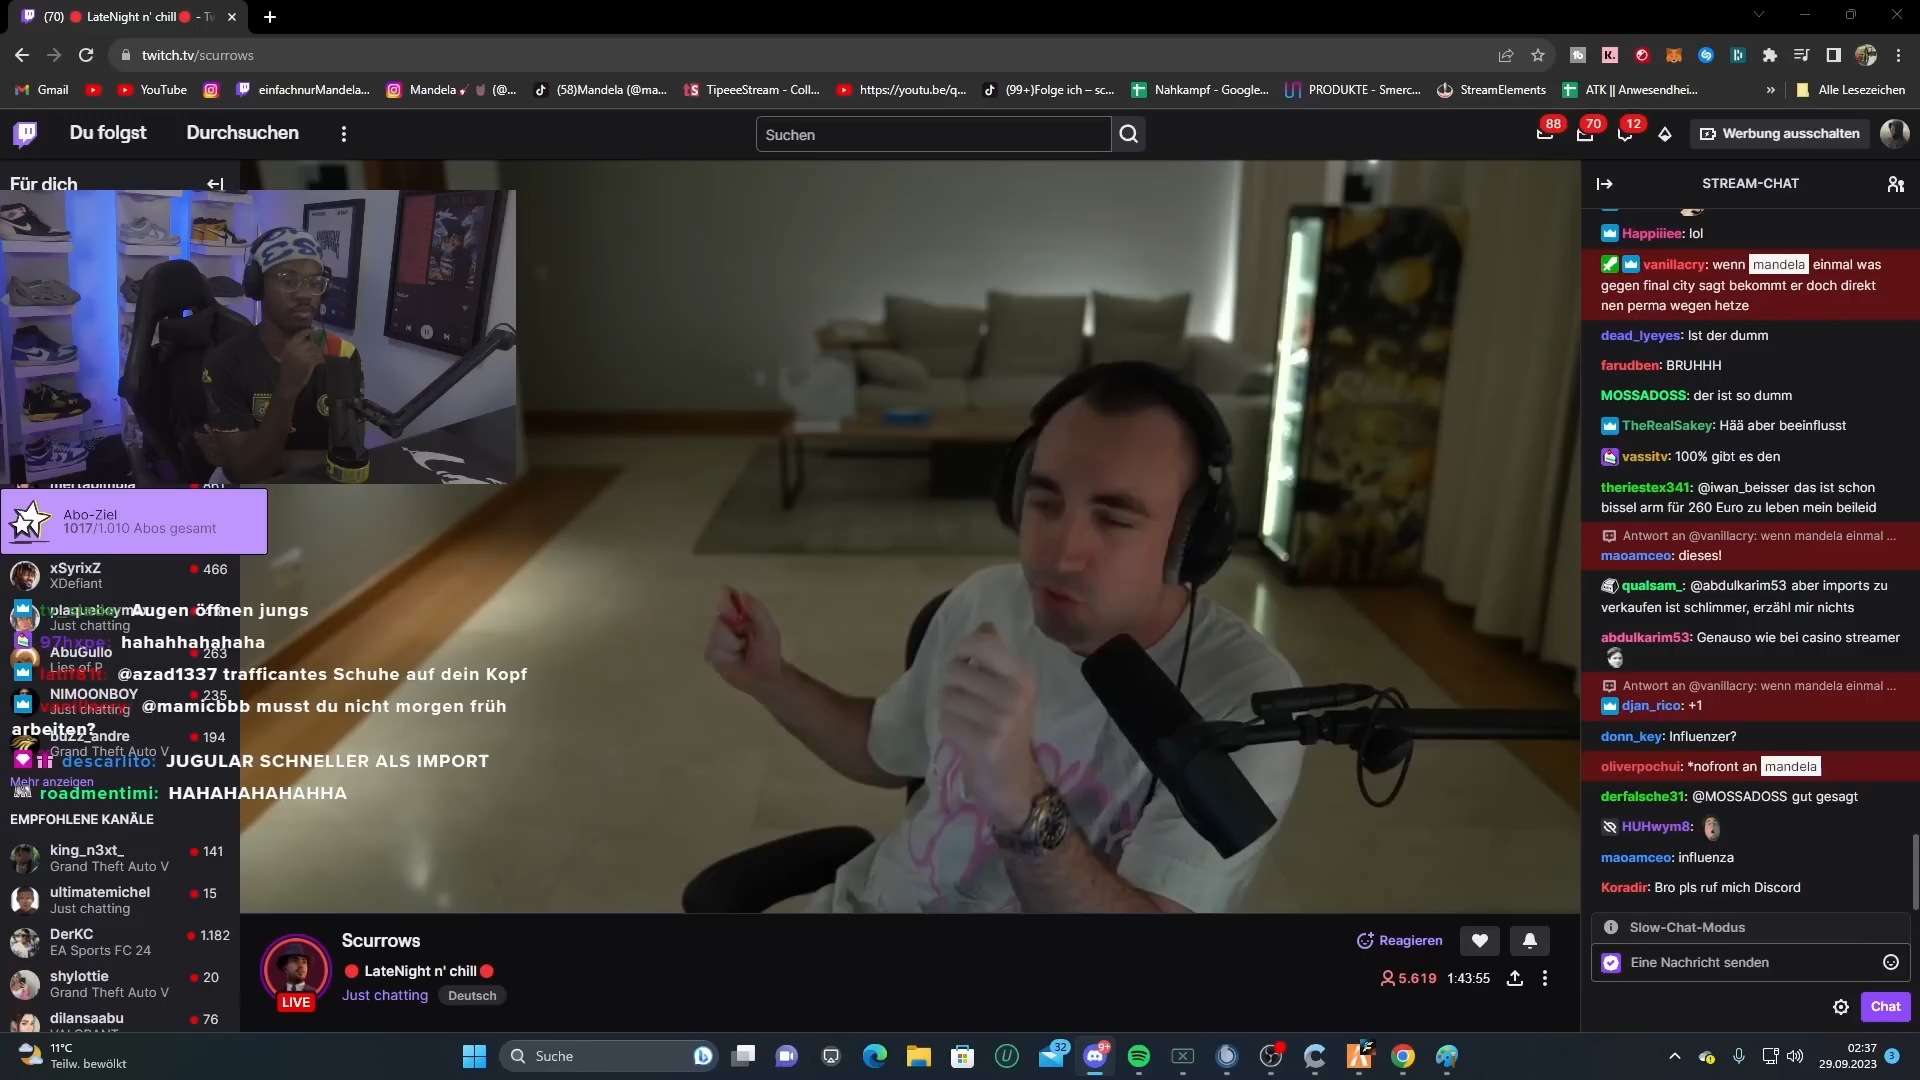 (70) 🔴 LateNight n' chill🔴 - Tw
twitch.tv/scurrows
Gmail
YouTube
einfachnurMandela...
Mandela
(58)Mandela (@ma...
TipeeeStream - Coll...
https://youtu.be/q...
(99+)Folge ich – sc...
Nahkampf - Google...
PRODUKTE - Smerc...
StreamElements
ATK || Anwesendhei...
»
Alle Lesezeichen
Du folgst
Durchsuchen
Suchen
88
70
12
Werbung ausschalten
Für dich
Abo-Ziel
1017/1.010 Abos gesamt
xSyrixZ
466
XDefiant
Augen öffnen jungs
Just chatting
97hxpe: hahahhahahaha
AbuGullo
263
Lies of P
@azad1337 trafficantes Schuhe auf dein Kopf
NIMOONBOY
235
Just chatting
vanillacry: @mamicbbb musst du nicht morgen früh
arbeiten?
buzz_andre
194
Grand Theft Auto V
descarlito: JUGULAR SCHNELLER ALS IMPORT
Mehr anzeigen
roadmentimi: HAHAHAHAHAHHA
EMPFOHLENE KANÄLE
king_n3xt_
141
Grand Theft Auto V
ultimatemichel
15
Just chatting
DerKC
1.182
EA Sports FC 24
shylottie
20
Grand Theft Auto V
dilansaabu
76
VALORANT
Scurrows
🔴 LateNight n' chill🔴
Just chatting
Deutsch
LIVE
Reagieren
5.619
1:43:55
STREAM-CHAT
Happiiiee: lol
vanillacry: wenn mandela einmal was
gegen final city sagt bekommt er doch direkt
nen perma wegen hetze
dead_lyeyes: Ist der dumm
farudben: BRUHHH
MOSSADOSS: der ist so dumm
TheRealSakey: Hää aber beeinflusst
vassitv: 100% gibt es den
theriestex341: @iwan_beisser das ist schon
bissel arm für 260 Euro zu leben mein beileid
Antwort an @vanillacry: wenn mandela einmal ...
maoamceo: dieses!
qualsam_: @abdulkarim53 aber imports zu
verkaufen ist schlimmer, erzähl mir nichts
abdulkarim53: Genauso wie bei casino streamer
Antwort an @vanillacry: wenn mandela einmal ...
djan_rico: +1
donn_key: Influenzer?
oliverpochui: *nofront an mandela
derfalsche31: @MOSSADOSS gut gesagt
HUHwym8:
maoamceo: influenza
Koradir: Bro pls ruf mich Discord
Slow-Chat-Modus
Eine Nachricht senden
Chat
11°C
Teilw. bewölkt
Suche
32
9+
02:37
29.09.2023
3